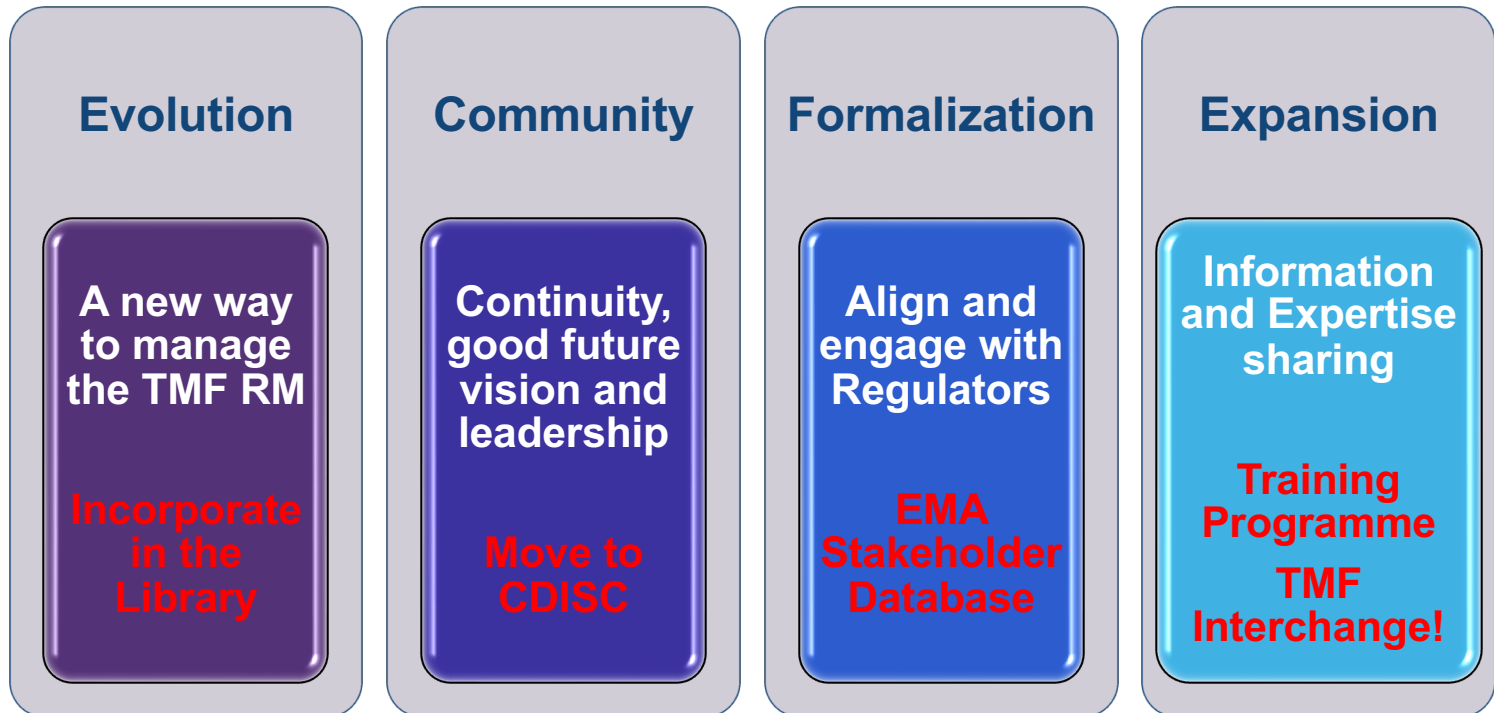 Evolution
A new way
to manage
the TMF RM
Incorporate
in the
Library
Community
Continuity,
good future
vision and
leadership
Move to
CDISC
Formalization
Align and
engage with
Regulators
EMA
Stakeholder
Database
Expansion
Information
and Expertise
sharing
Training
Programme
TMF
Interchange!